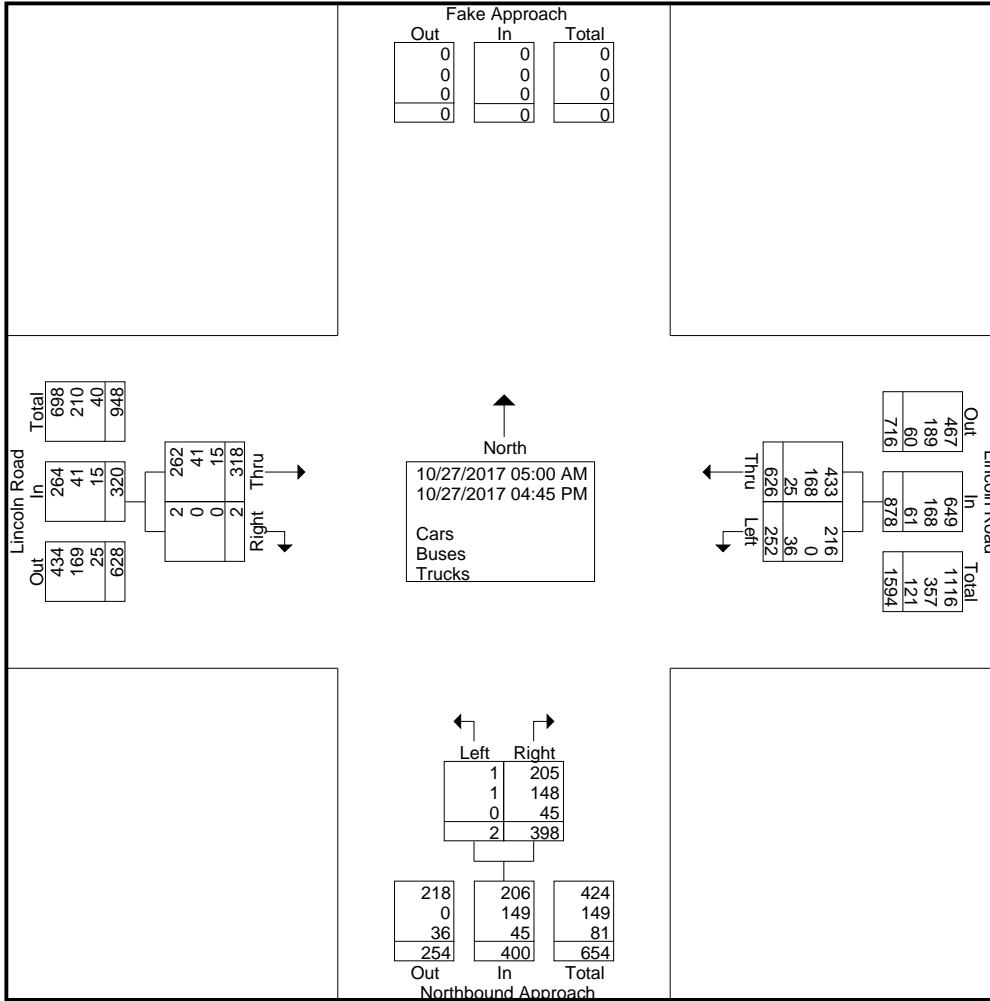 Fake Approach
Out In Total
0 0 0
0 0 0
0 0 0
0 0 0
Lincoln Road
Total
698
210
40
948
In
264
41
15
320
Out
434
169
25
628
Thru
262
41
15
318
Right
2
0
0
2
North
10/27/2017 05:00 AM
10/27/2017 04:45 PM
Cars
Buses
Trucks
Thru
433
168
25
626
Left
216
0
36
252
Lincoln Road
Out
467
189
60
716
In
649
168
61
878
Total
1116
357
121
1594
Left Right
1 205
1 148
0 45
2 398
218 206 424
0 149 149
36 45 81
254 400 654
Out In Total
Northbound Approach